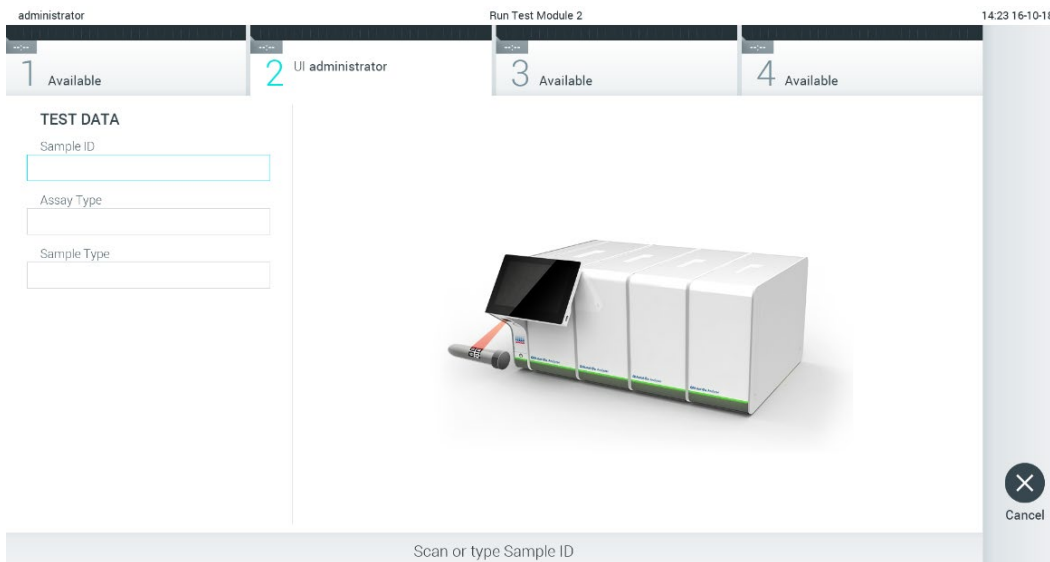 administrator
Run Test Module 2
14:23 16-10-18
--:--
--:--
--:--
--:--
1 Available
2 UI administrator
3 Available
4 Available
TEST DATA
Sample ID
Assay Type
Sample Type
Cancel
Scan or type Sample ID